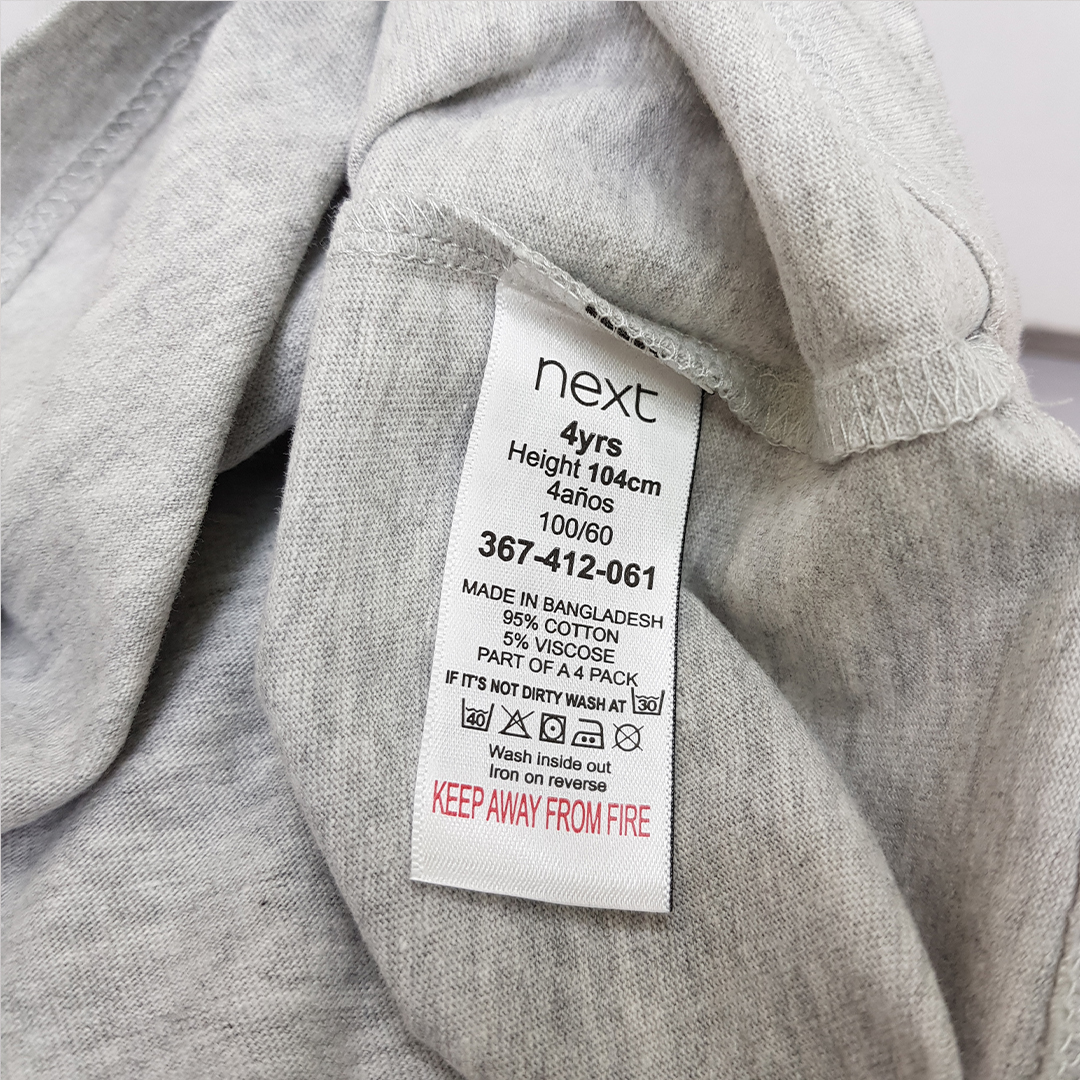 next
4yrs
Height 104cm
4años
100/60
367-412-061
MADE IN BANGLADESH
95% COTTON
5% VISCOSE
PART OF A 4 PACK
IF IT'S NOT DIRTY WASH AT 30
40
Wash inside out
Iron on reverse
KEEP AWAY FROM FIRE